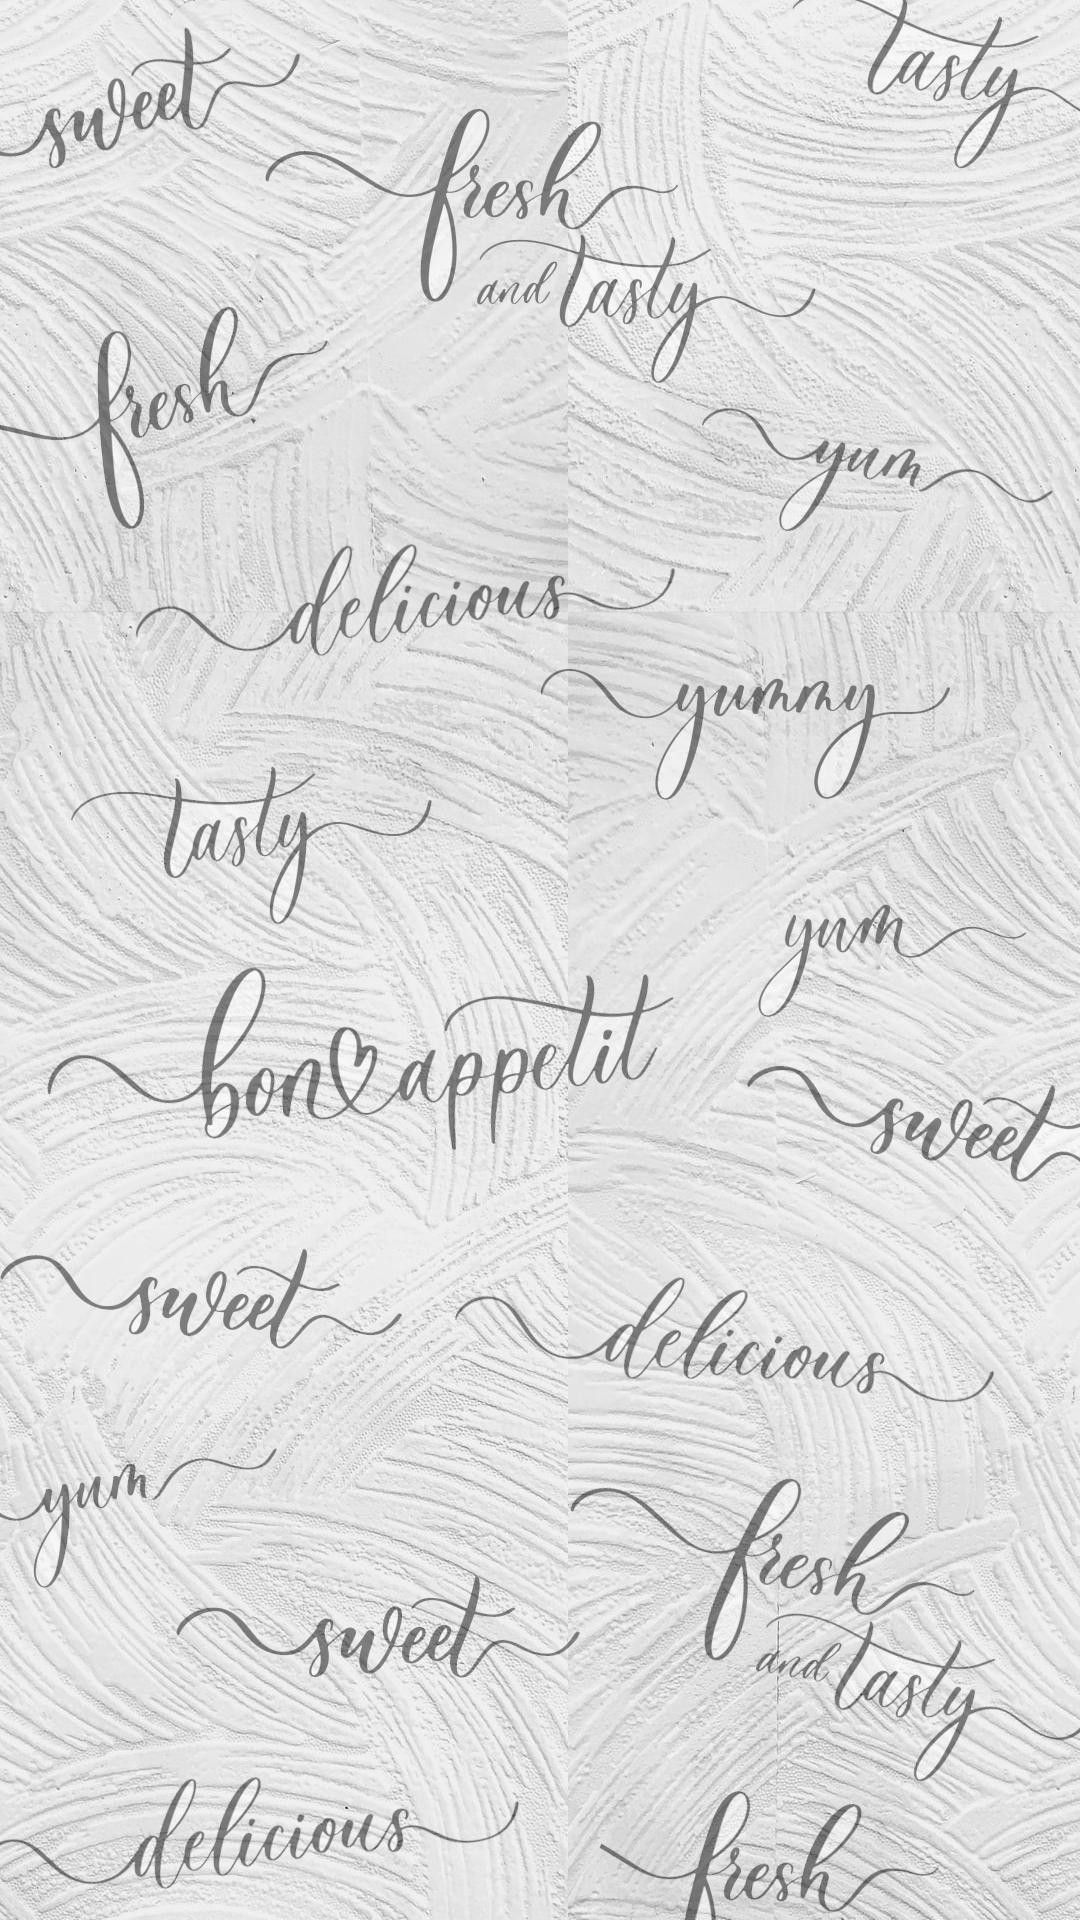 sweet
tasty
fresh
and tasty
fresh
yum
delicious
yummy
tasty
yum
bon appetit
sweet
sweet
delicious
yum
fresh
and tasty
sweet
delicious
fresh